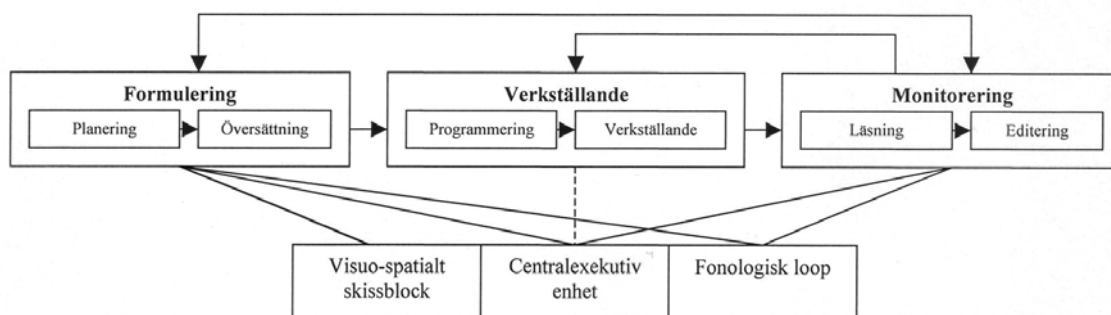 Formulering
Planering
Översättning
Verkställande
Programmering
Verkställande
Monitorering
Läsning
Editering
Visuo-spatialt
skissblock
Centralexekutiv
enhet
Fonologisk loop